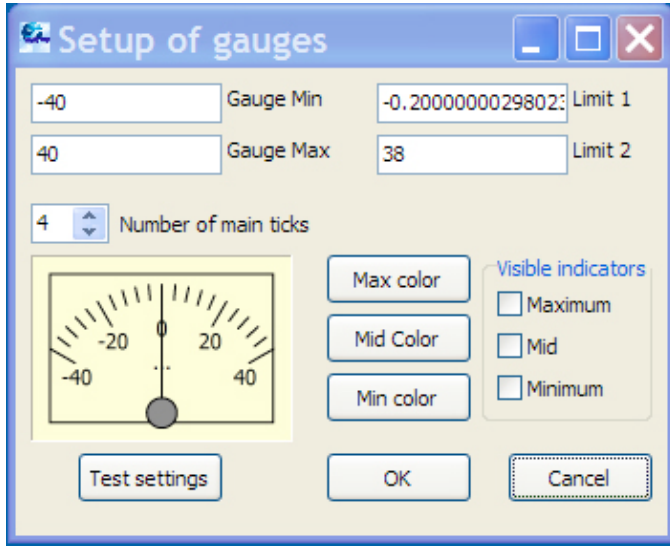 Setup of gauges
-40 Gauge Min -0.20000000298023 Limit 1
40 Gauge Max 38 Limit 2
4 Number of main ticks
-40 -20 0 20 40
...
Max color
Mid Color
Min color
Visible indicators
Maximum
Mid
Minimum
Test settings OK Cancel